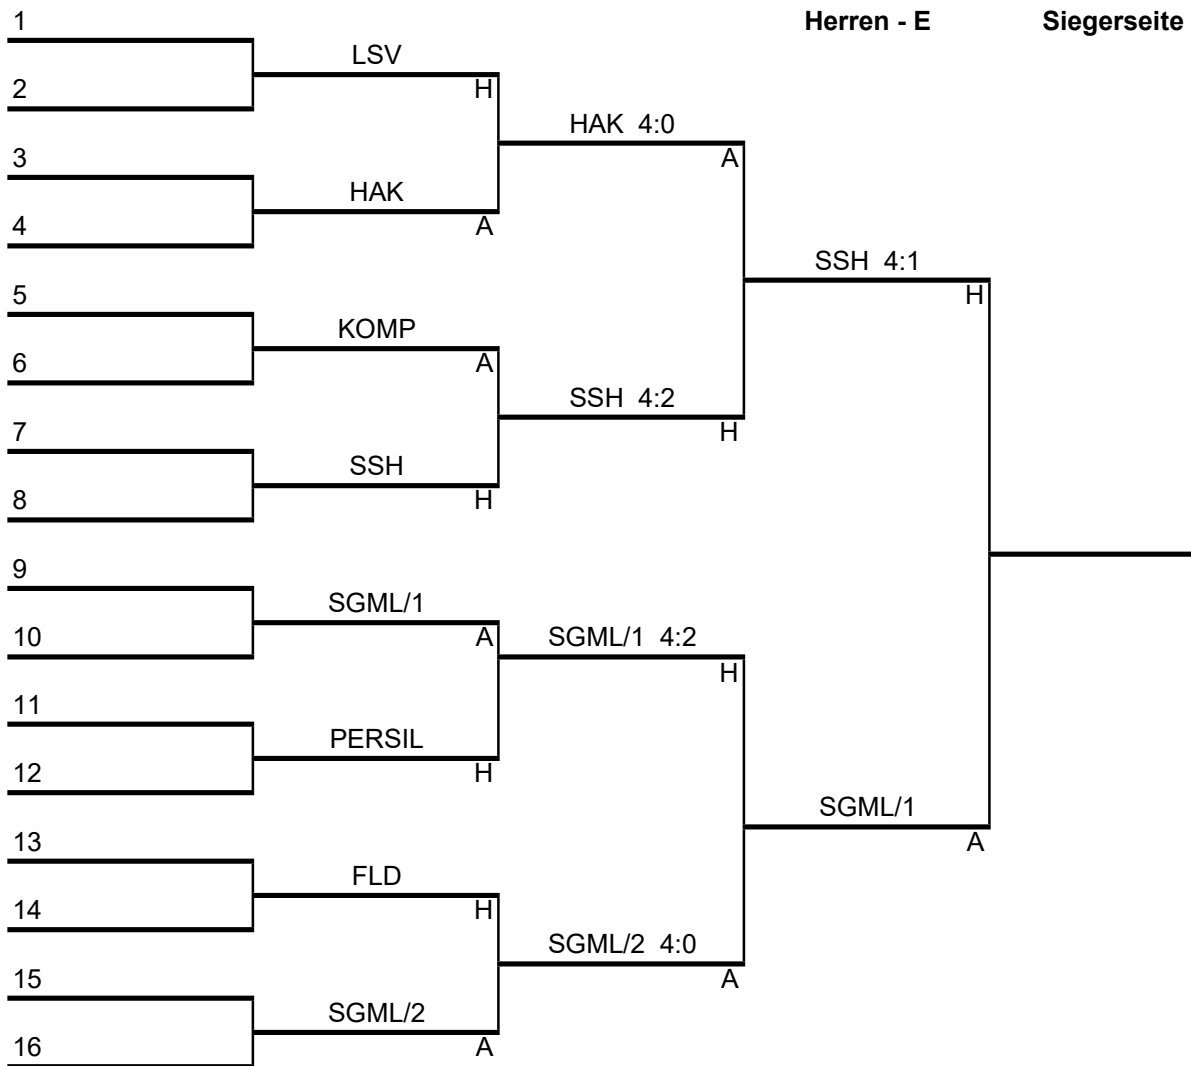 1
Herren - E Siegerseite
LSV
2 H
HAK 4:0
3 A
HAK
4 A
SSH 4:1
5 H
KOMP
6 A
SSH 4:2
7 H
SSH
8 H
9
SGML/1
10 A SGML/1 4:2
H
11
PERSIL
12 H
SGML/1
13 A
FLD
14 H
SGML/2 4:0
15 A
SGML/2
16 A